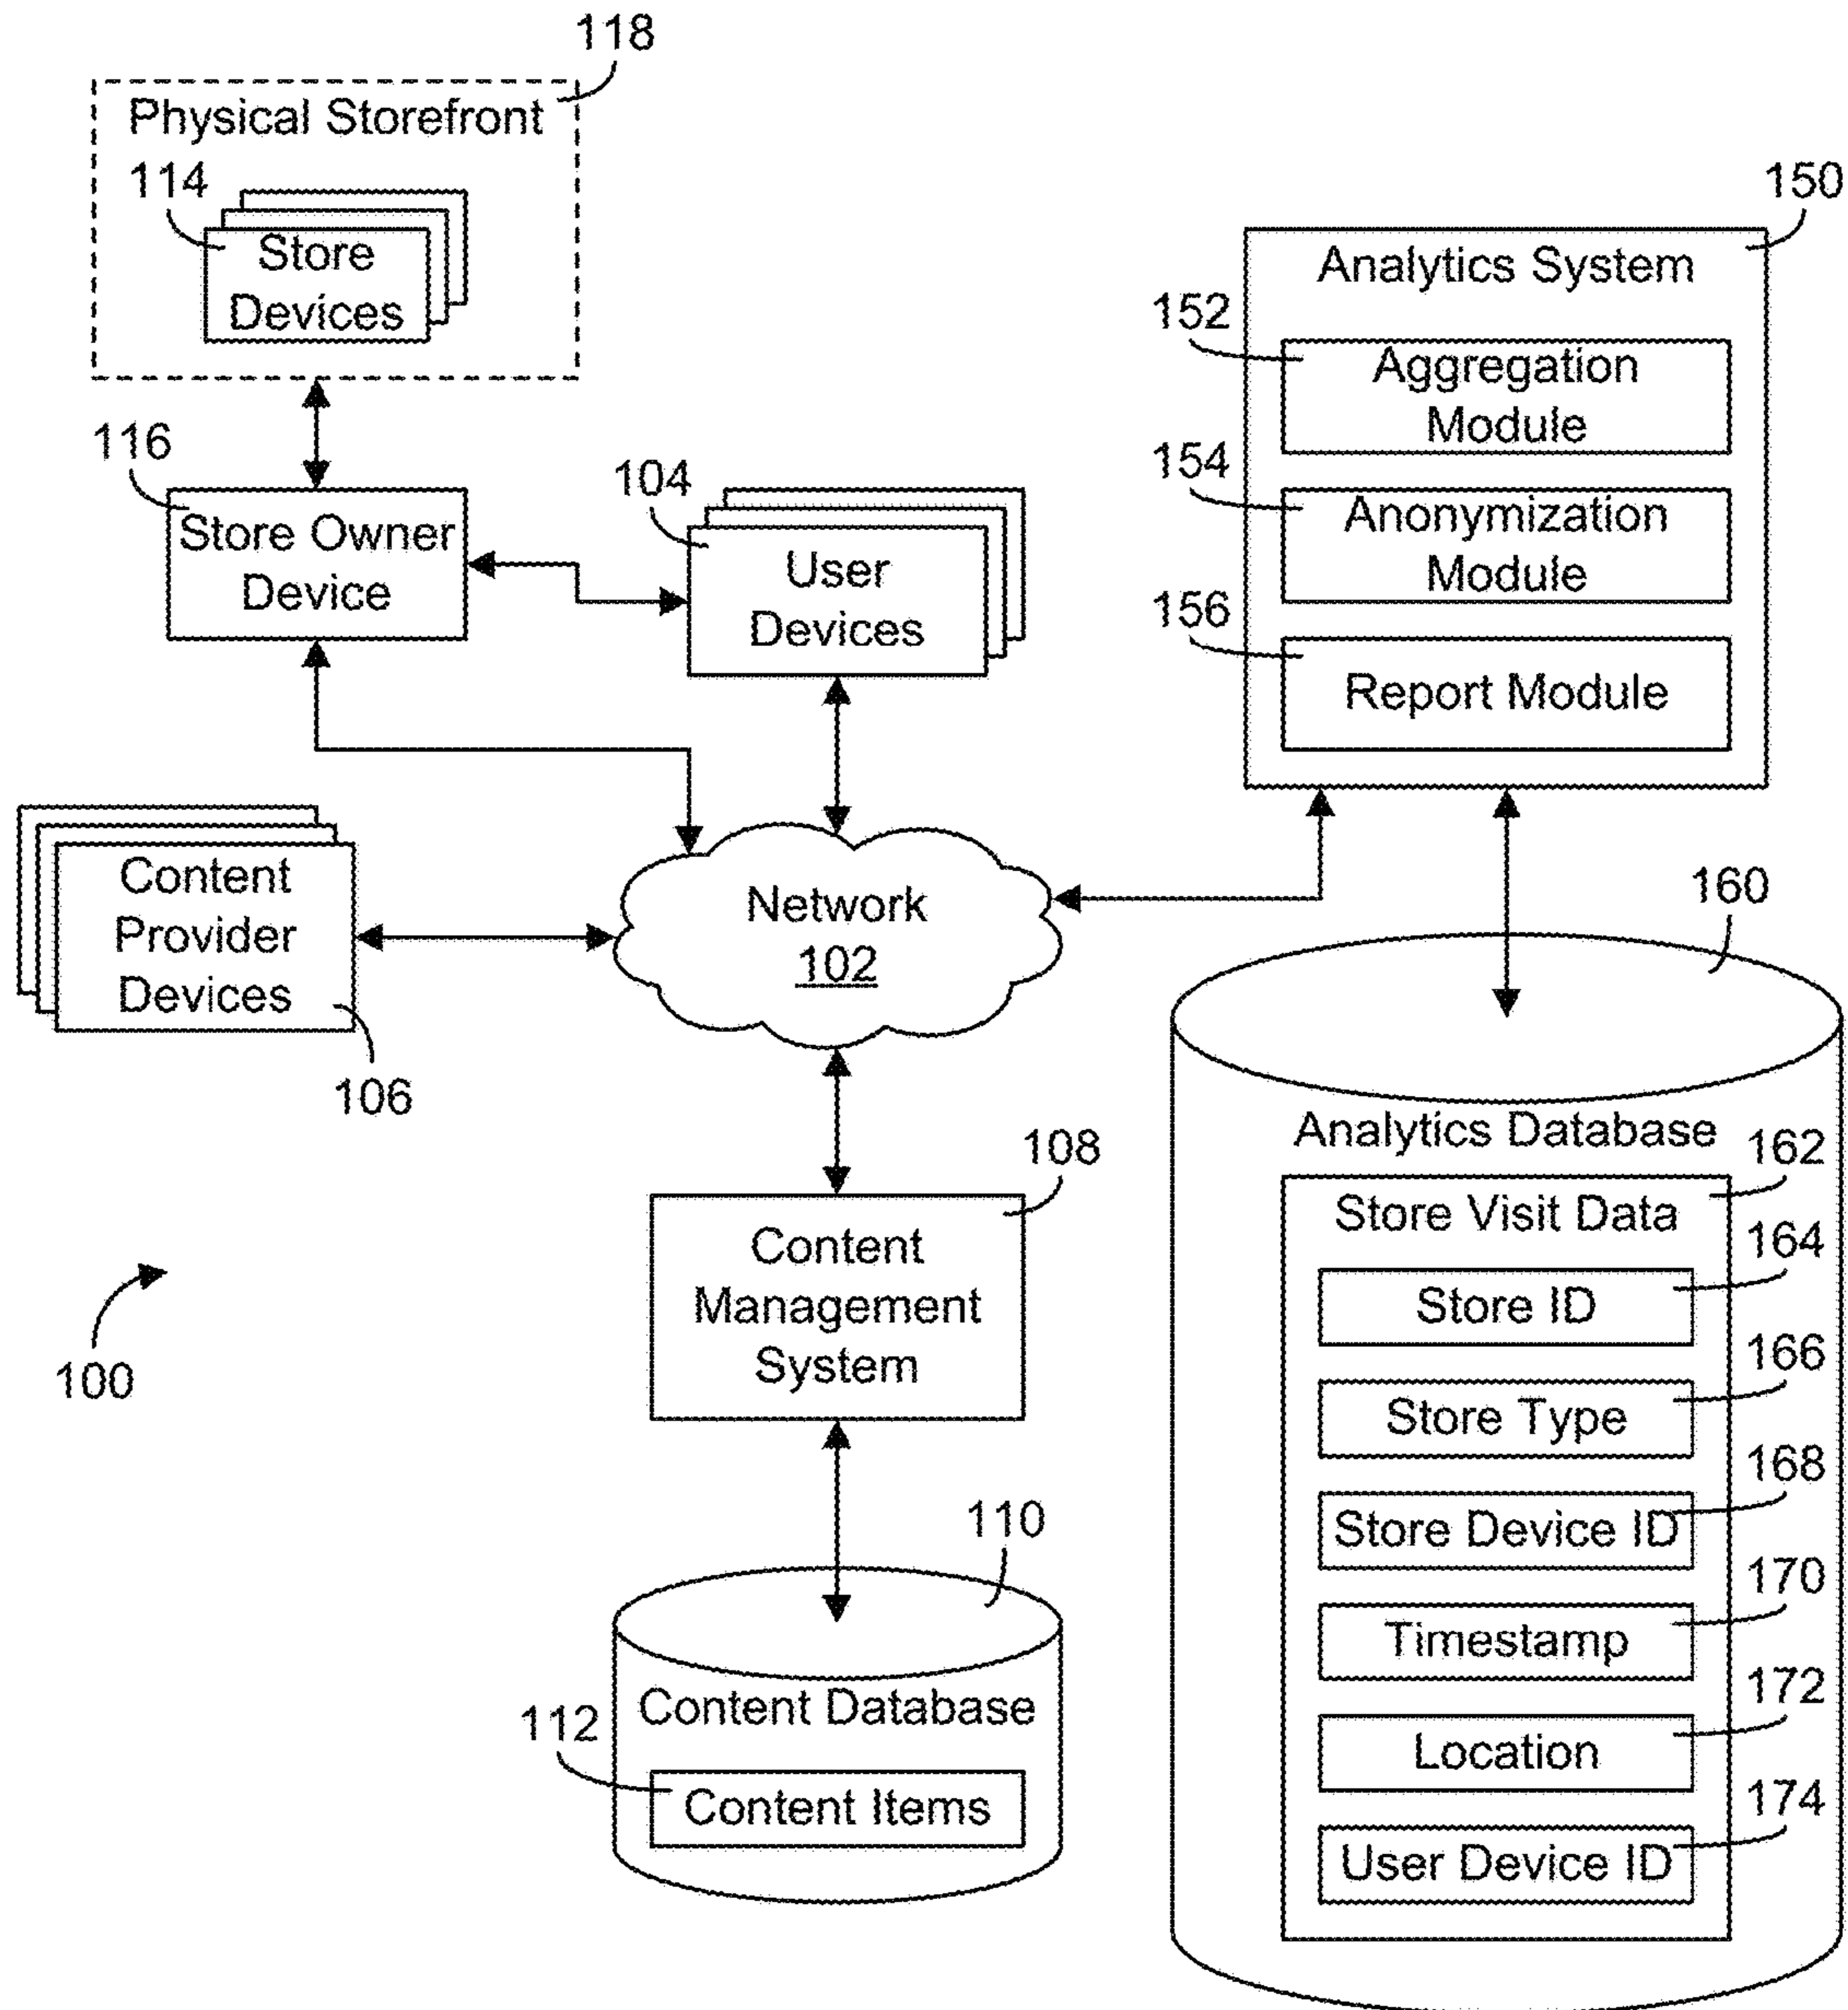 118
Physical Storefront
114
Store
Devices
116
Store Owner
Device
104
User
Devices
150
Analytics System
152
Aggregation
Module
154
Anonymization
Module
156
Report Module
Content
Provider
Devices
106
Network
102
160
Analytics Database
162
Store Visit Data
164
Store ID
166
Store Type
168
Store Device ID
170
Timestamp
172
Location
174
User Device ID
108
Content
Management
System
100
110
Content Database
112
Content Items